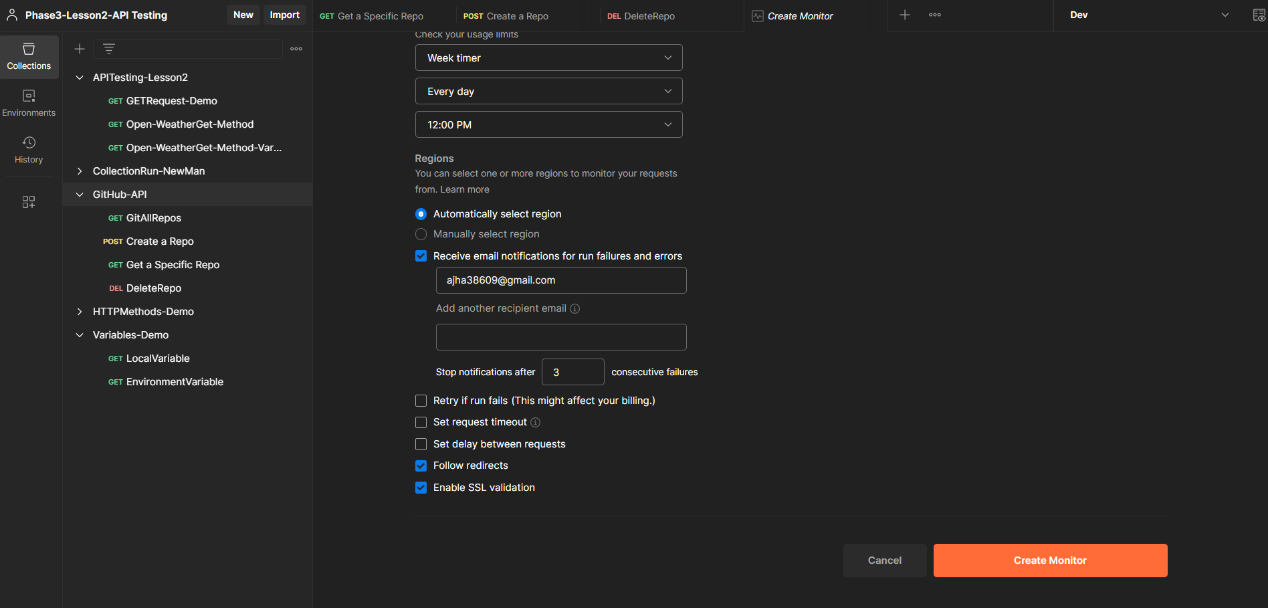 Phase3-Lesson2-API Testing
New
Import
GET Get a Specific Repo
POST Create a Repo
DEL DeleteRepo
Create Monitor
Dev
Collections
Environments
History
APITesting-Lesson2
GET GETRequest-Demo
GET Open-WeatherGet-Method
GET Open-WeatherGet-Method-Var...
CollectionRun-NewMan
GitHub-API
GET GitAllRepos
POST Create a Repo
GET Get a Specific Repo
DEL DeleteRepo
HTTPMethods-Demo
Variables-Demo
GET LocalVariable
GET EnvironmentVariable
Check your usage limits
Week timer
Every day
12:00 PM
Regions
You can select one or more regions to monitor your requests
from. Learn more
Automatically select region
Manually select region
Receive email notifications for run failures and errors
ajha38609@gmail.com
Add another recipient email
Stop notifications after 3 consecutive failures
Retry if run fails (This might affect your billing.)
Set request timeout
Set delay between requests
Follow redirects
Enable SSL validation
Cancel
Create Monitor